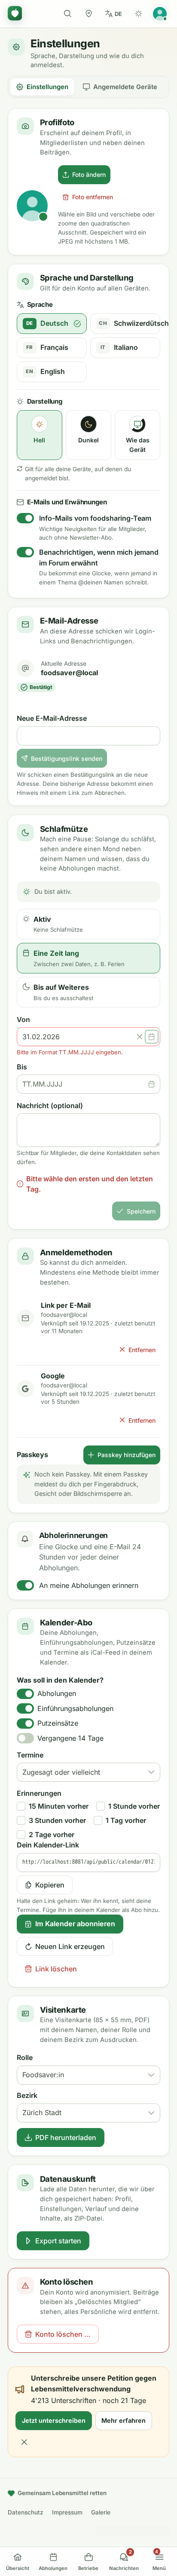 DE
Einstellungen
Deine Spracheinstellungen und wie du dich anmeldest.
Einstellungen
Angemeldete Geräte
Profilfoto
Erscheint auf deinem Profil, in Mitgliederlisten und neben deinen Beiträgen.
Foto ändern
Foto entfernen
Wähle ein Bild und verschiebe oder zoome den quadratischen Ausschnitt. Gespeichert wird ein JPEG mit höchstens 1 MB.
Sprache und Darstellung
Gilt für dein Konto auf allen Geräten.
Sprache
DE Deutsch
CH Schwiizerdütsch
FR Français
IT Italiano
EN English
Darstellung
Hell
Dunkel
Wie das Gerät
Gilt für alle deine Geräte, auf denen du angemeldet bist.
E-Mails und Erwähnungen
Info-Mails vom foodsharing-Team
Wichtige Neuigkeiten für alle Mitglieder, auch ohne Newsletter-Abo.
Benachrichtigen, wenn mich jemand im Forum erwähnt
Du bekommst eine Glocke, wenn jemand in einem Thema @deinen Namen schreibt.
E-Mail-Adresse
An diese Adresse schicken wir Login-Links und Benachrichtigungen.
Aktuelle Adresse
foodsaver@local
Bestätigt
Neue E-Mail-Adresse
Bestätigungslink senden
Wir schicken einen Bestätigungslink an die neue Adresse. Deine bisherige Adresse bekommt einen Hinweis mit Link zum Abbrechen.
Schlafmütze
Mach eine Pause: Solange du schläfst, sehen andere einen Mond neben deinem Namen und wissen, dass du keine Abholungen machst.
Du bist aktiv.
Aktiv
Keine Schlafmütze
Eine Zeit lang
Zwischen zwei Daten, z. B. Ferien
Bis auf Weiteres
Bis du es ausschaltest
Von
31.02.2026
Bitte im Format TT.MM.JJJJ eingeben.
Bis
TT.MM.JJJJ
Nachricht (optional)
Sichtbar für Mitglieder, die deine Kontaktdaten sehen dürfen.
Bitte wähle den ersten und den letzten Tag.
Speichern
Anmeldemethoden
So kannst du dich anmelden. Mindestens eine Methode bleibt immer bestehen.
Link per E-Mail
foodsaver@local
Verknüpft seit 19.12.2025 · zuletzt benutzt vor 11 Monaten
Entfernen
Google
foodsaver@local
Verknüpft seit 19.12.2025 · zuletzt benutzt vor 5 Stunden
Entfernen
Passkeys
Passkey hinzufügen
Noch kein Passkey. Mit einem Passkey meldest du dich per Fingerabdruck, Gesicht oder Bildschirmsperre an.
Abholerinnerungen
Eine Glocke und eine E-Mail 24 Stunden vor jeder deiner Abholungen.
An meine Abholungen erinnern
Kalender-Abo
Deine Abholungen, Einführungsabholungen, Putzeinsätze und Termine als iCal-Feed in deinem Kalender.
Was soll in den Kalender?
Abholungen
Einführungsabholungen
Putzeinsätze
Vergangene 14 Tage
Termine
Zugesagt oder vielleicht
Erinnerungen
15 Minuten vorher
1 Stunde vorher
3 Stunden vorher
1 Tag vorher
2 Tage vorher
Dein Kalender-Link
Kopieren
Halte den Link geheim: Wer ihn kennt, sieht deine Termine. Füge ihn in deinem Kalender als Abo hinzu.
Im Kalender abonnieren
Neuen Link erzeugen
Link löschen
Visitenkarte
Eine Visitenkarte (85 × 55 mm, PDF) mit deinem Namen, deiner Rolle und deinem Bezirk zum Ausdrucken.
Rolle
Foodsaver:in
Bezirk
Zürich Stadt
PDF herunterladen
Datenauskunft
Lade alle Daten herunter, die wir über dich gespeichert haben: Profil, Einstellungen, Verlauf und deine Inhalte, als ZIP-Datei.
Export starten
Konto löschen
Dein Konto wird anonymisiert. Beiträge bleiben als „Gelöschtes Mitglied“ stehen, alles Persönliche wird entfernt.
Konto löschen …
Unterschreibe unsere Petition gegen Lebensmittelverschwendung
4'213 Unterschriften · noch 21 Tage
Jetzt unterschreiben
Mehr erfahren
Gemeinsam Lebensmittel retten
Datenschutz
Impressum
Galerie
Übersicht
Abholungen
Betriebe
2
Nachrichten
4
Menü